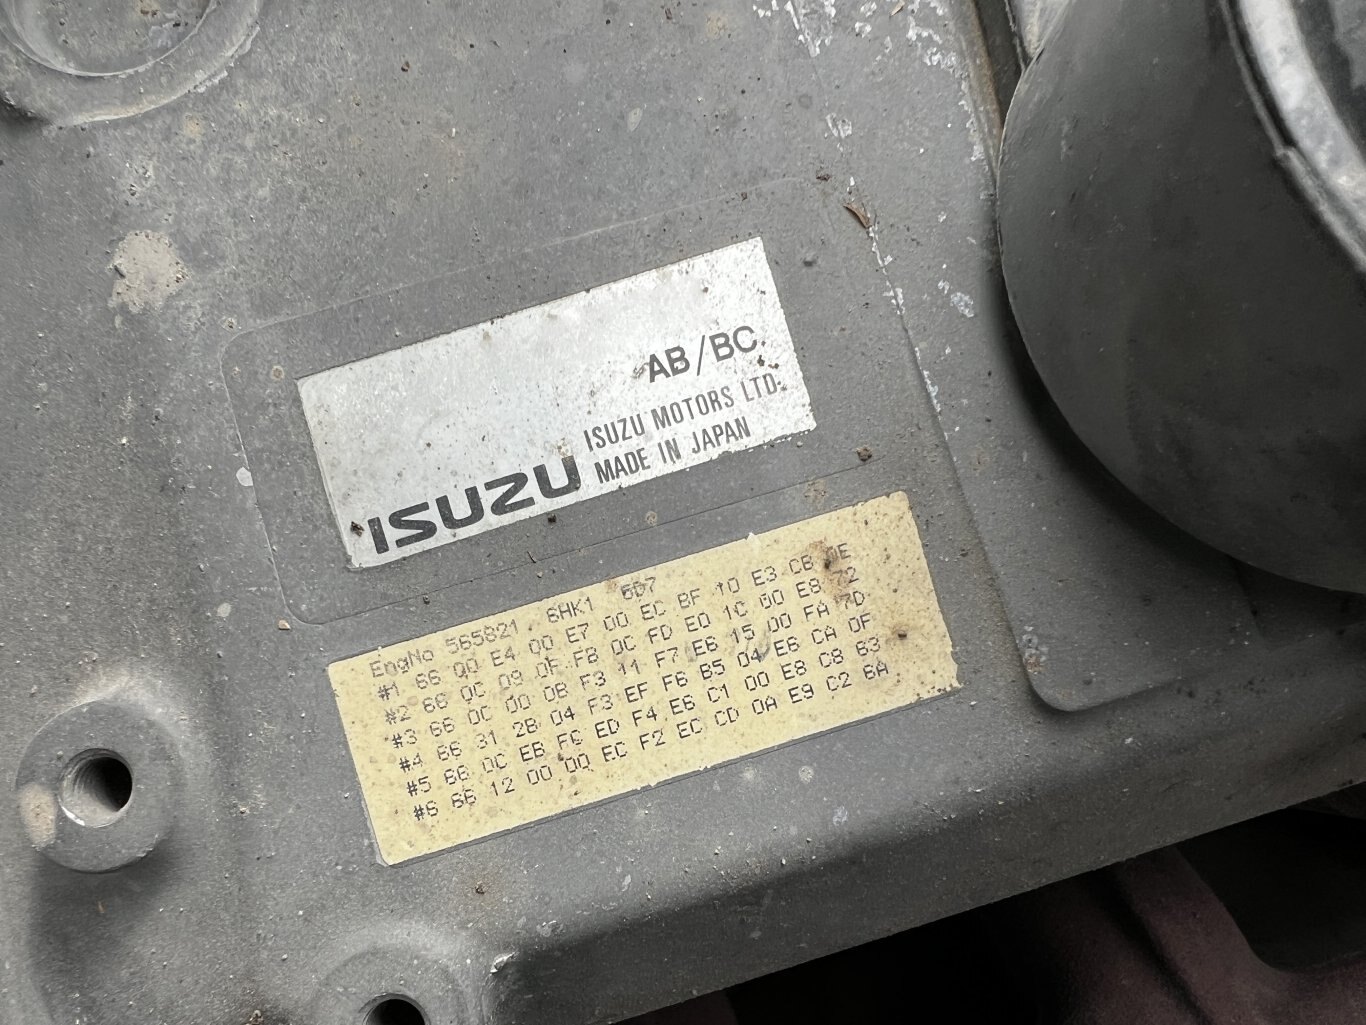 AB/BC
ISUZU ISUZU MOTORS LTD.
MADE IN JAPAN
EngNo 565821 6HK1 6D7
#1 66 00 E4 00 E7 00 EC BF 10 E3 CB 0E
#2 66 0C 09 0F FB 0C FD E0 1C 00 E8 72
#3 66 0C 00 0B F3 11 F7 E6 15 00 FA 7D
#4 66 31 2B 04 F3 EF F6 B5 04 E6 CA 0F
#5 66 0C EB FC ED F4 E6 C1 00 E8 C8 63
#6 66 12 00 00 EC F2 EC CD 0A E9 C2 6A